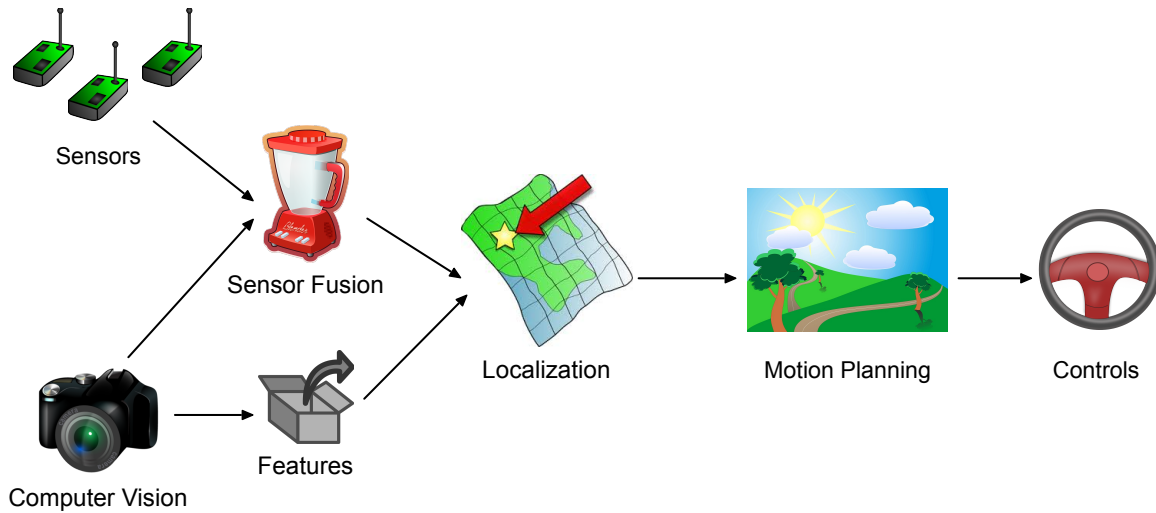 Sensors
Sensor Fusion
Localization
Motion Planning
Controls
Features
Computer Vision